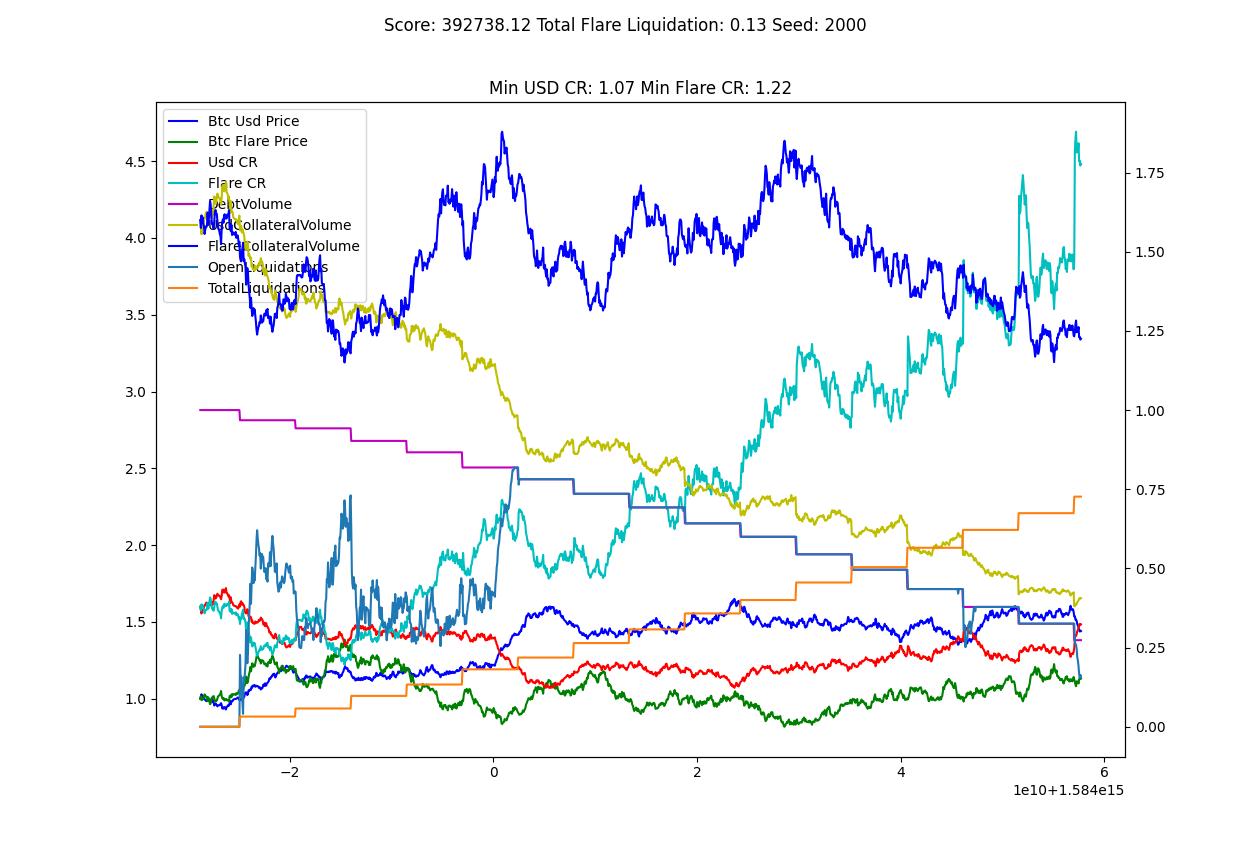 Score: 392738.12 Total Flare Liquidation: 0.13 Seed: 2000
Min USD CR: 1.07 Min Flare CR: 1.22
Btc Usd Price
Btc Flare Price
Usd CR
Flare CR
DebtVolume
UsdCollateralVolume
FlareCollateralVolume
OpenLiquidations
TotalLiquidations
4.5
4.0
3.5
3.0
2.5
2.0
1.5
1.0
1.75
1.50
1.25
1.00
0.75
0.50
0.25
0.00
−2
0
2
4
6
1e10+1.584e15